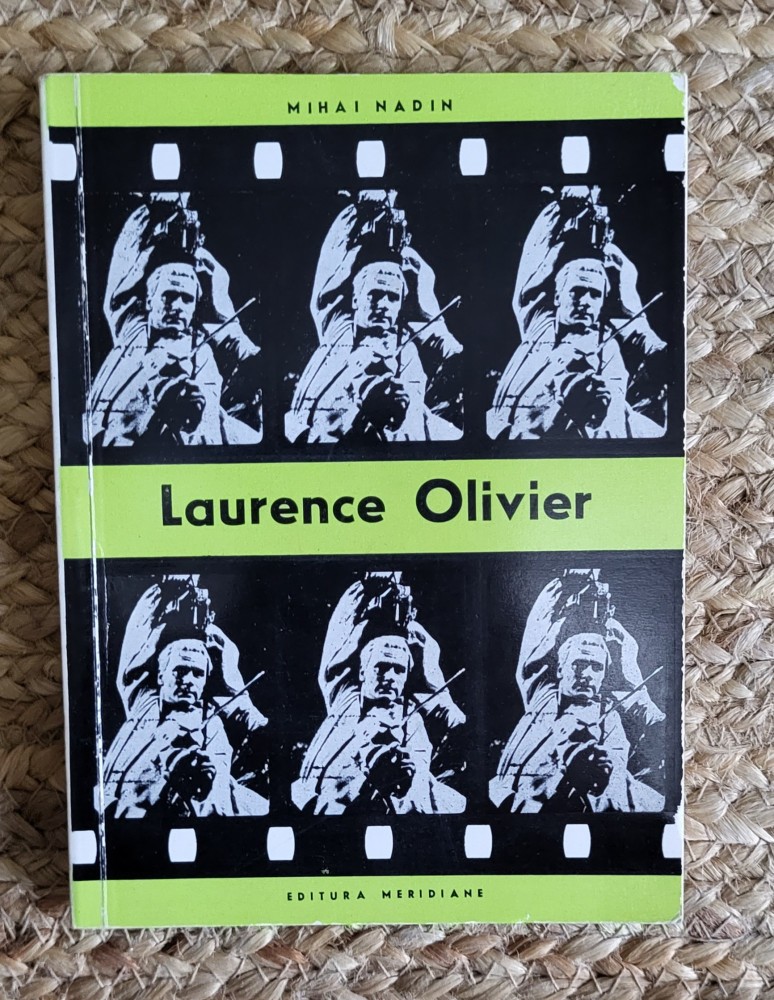 MIHAI NADIN
Laurence Olivier
EDITURA MERIDIANE